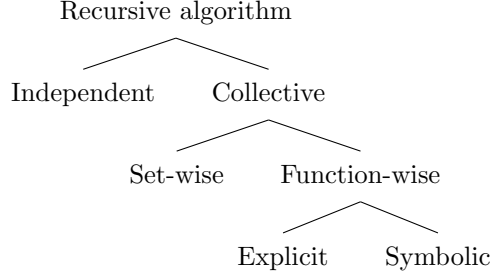 Recursive algorithm
Independent Collective
Set-wise Function-wise
Explicit Symbolic